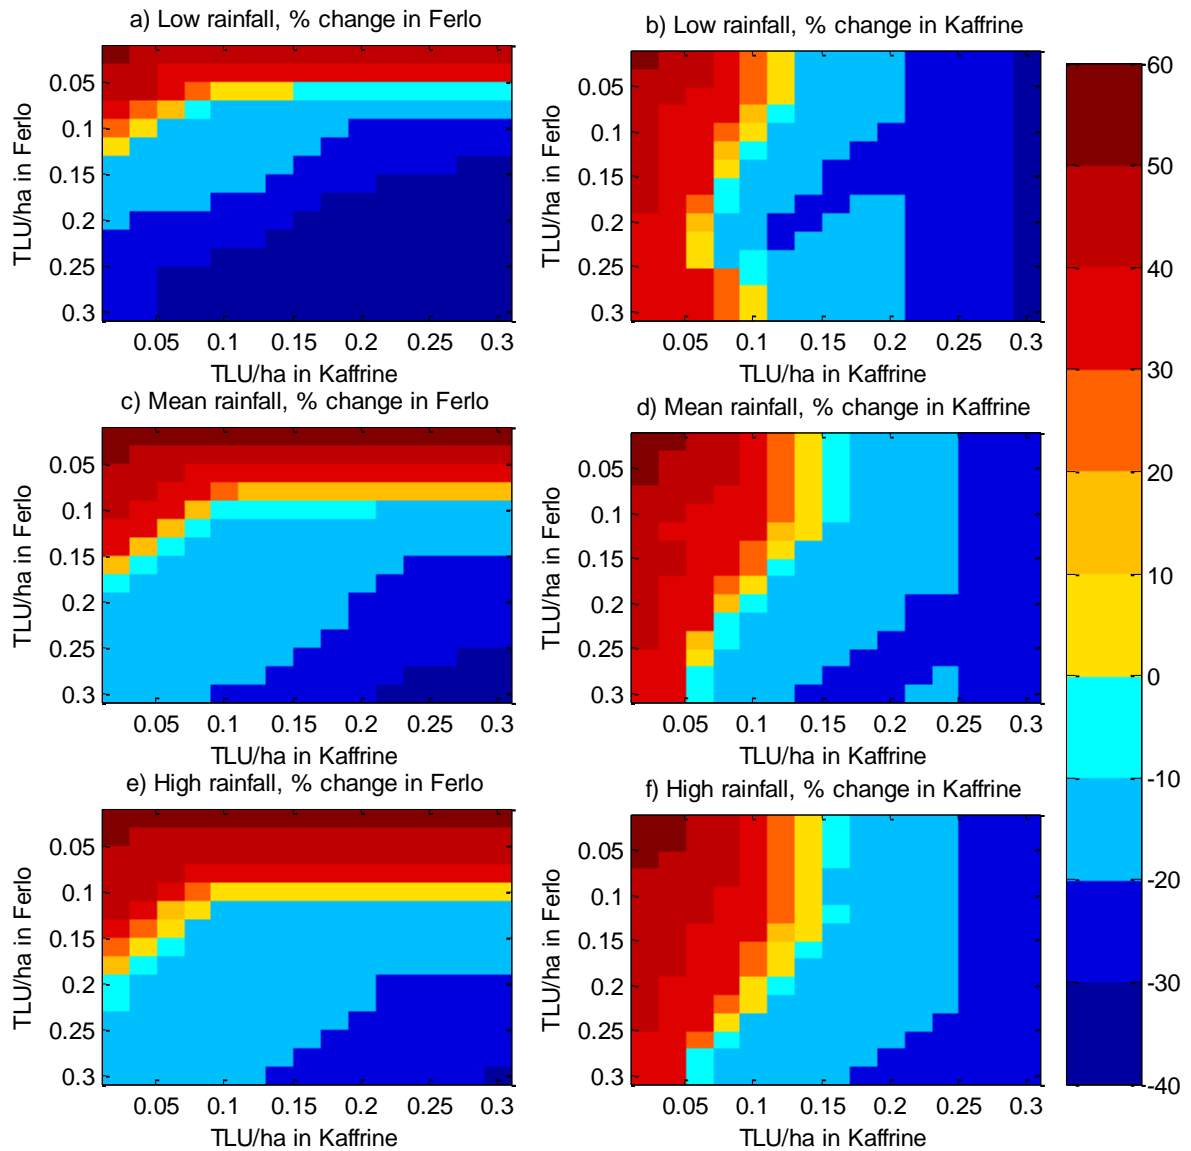 a) Low rainfall, % change in Ferlo
b) Low rainfall, % change in Kaffrine
TLU/ha in Ferlo
0.05
0.1
0.15
0.2
0.25
0.3
0.05 0.1 0.15 0.2 0.25 0.3
TLU/ha in Kaffrine
TLU/ha in Ferlo
0.05
0.1
0.15
0.2
0.25
0.3
0.05 0.1 0.15 0.2 0.25 0.3
TLU/ha in Kaffrine
c) Mean rainfall, % change in Ferlo
d) Mean rainfall, % change in Kaffrine
TLU/ha in Ferlo
0.05
0.1
0.15
0.2
0.25
0.3
0.05 0.1 0.15 0.2 0.25 0.3
TLU/ha in Kaffrine
TLU/ha in Ferlo
0.05
0.1
0.15
0.2
0.25
0.3
0.05 0.1 0.15 0.2 0.25 0.3
TLU/ha in Kaffrine
e) High rainfall, % change in Ferlo
f) High rainfall, % change in Kaffrine
TLU/ha in Ferlo
0.05
0.1
0.15
0.2
0.25
0.3
0.05 0.1 0.15 0.2 0.25 0.3
TLU/ha in Kaffrine
TLU/ha in Ferlo
0.05
0.1
0.15
0.2
0.25
0.3
0.05 0.1 0.15 0.2 0.25 0.3
TLU/ha in Kaffrine
60
50
40
30
20
10
0
-10
-20
-30
-40